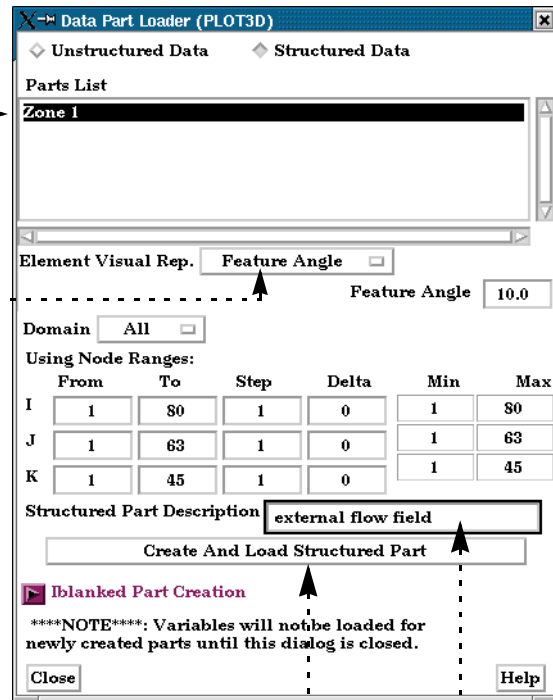 Data Part Loader (PLOT3D)
Unstructured Data Structured Data
Parts List
Zone 1
Element Visual Rep. Feature Angle
Feature Angle 10.0
Domain All
Using Node Ranges:
From To Step Delta Min Max
I 1 80 1 0 1 80
J 1 63 1 0 1 63
K 1 45 1 0 1 45
Structured Part Description external flow field
Create And Load Structured Part
Iblanked Part Creation
****NOTE****: Variables will not be loaded for
newly created parts until this dialog is closed.
Close Help